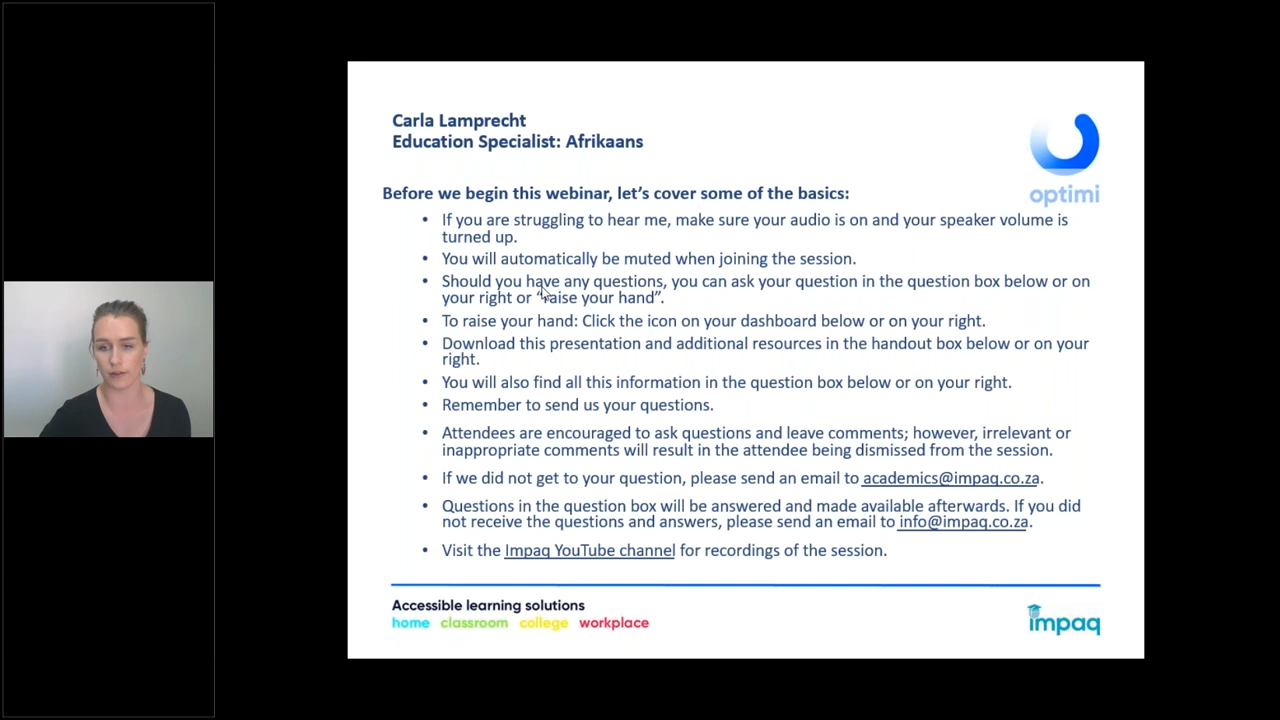 Carla Lamprecht
Education Specialist: Afrikaans
optimi
Before we begin this webinar, let's cover some of the basics:
• If you are struggling to hear me, make sure your audio is on and your speaker volume is
turned up.
• You will automatically be muted when joining the session.
• Should you have any questions, you can ask your question in the question box below or on
your right or "raise your hand".
• To raise your hand: Click the icon on your dashboard below or on your right.
• Download this presentation and additional resources in the handout box below or on your
right.
• You will also find all this information in the question box below or on your right.
• Remember to send us your questions.
• Attendees are encouraged to ask questions and leave comments; however, irrelevant or
inappropriate comments will result in the attendee being dismissed from the session.
• If we did not get to your question, please send an email to academics@impaq.co.za.
• Questions in the question box will be answered and made available afterwards. If you did
not receive the questions and answers, please send an email to info@impaq.co.za.
• Visit the Impaq YouTube channel for recordings of the session.
Accessible learning solutions
home classroom college workplace
impaq